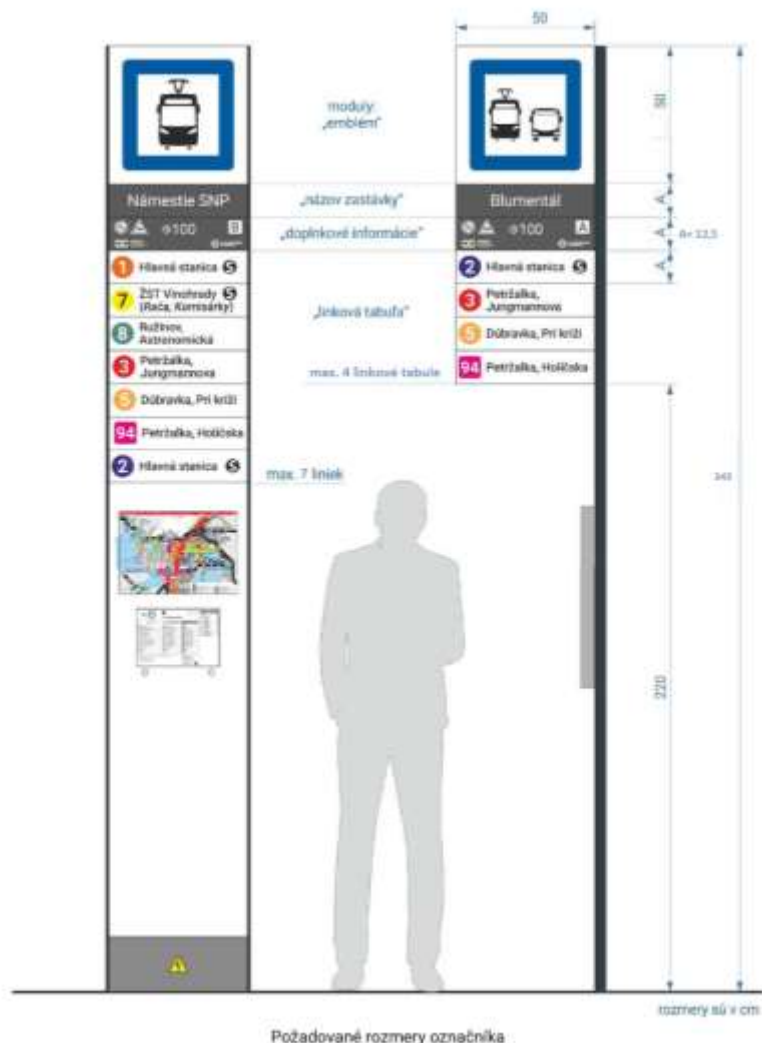 50
moduly:
„emblém"
50
Námestie SNP
„názov zastávky"
Blumentál
A
100
B
„doplnkové informácie"
100
A
A
A= 12,5
1 Hlavná stanica S
2 Hlavná stanica S
A
7 ŽST Vinohrady S
(Rača, Komisárky)
„linková tabuľa"
3 Petržalka,
Jungmannova
8 Ružinov,
Astronomická
5 Dúbravka, Pri kríži
3 Petržalka,
Jungmannova
max. 4 linkové tabule
94 Petržalka, Holíčska
5 Dúbravka, Pri kríži
94 Petržalka, Holíčska
2 Hlavná stanica S
max. 7 liniek
220
rozmery sú v cm
Požadované rozmery označníka